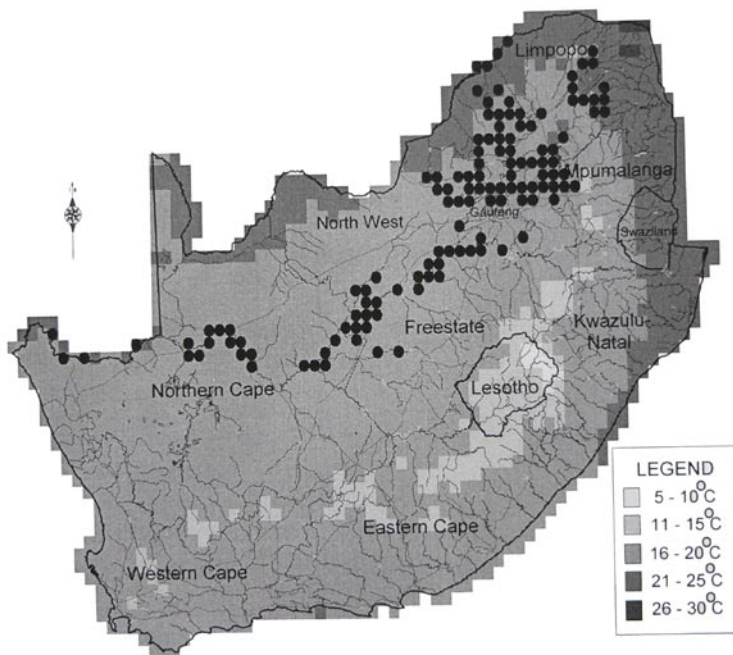 Limpopo
Mpumalanga
Gauteng
North West
Swaziland
Freestate
Kwazulu-
Natal
Northern Cape
Lesotho
Eastern Cape
Western Cape
LEGEND
5 - 10°C
11 - 15°C
16 - 20°C
21 - 25°C
26 - 30°C